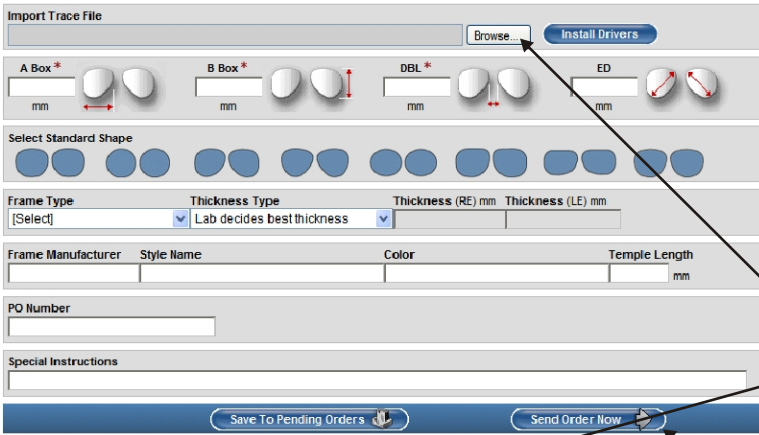 Import Trace File
Browse... Install Drivers
A Box * B Box * DBL * ED
mm mm mm mm
Select Standard Shape
Frame Type Thickness Type Thickness (RE) mm Thickness (LE) mm
[Select] Lab decides best thickness
Frame Manufacturer Style Name Color Temple Length
mm
PO Number
Special Instructions
Save To Pending Orders Send Order Now